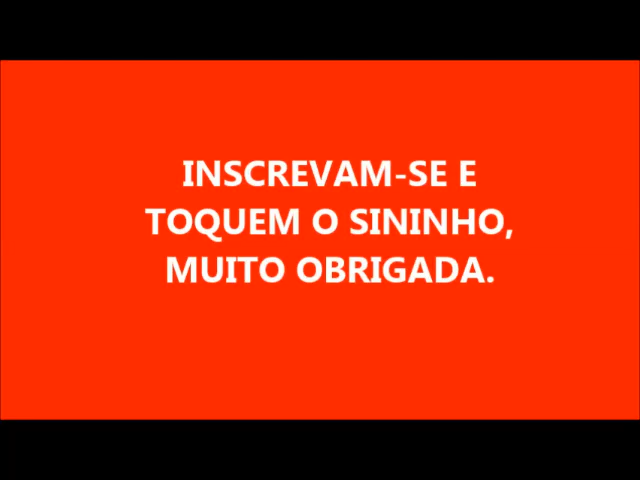 INSCREVAM-SE E
TOQUEM O SININHO,
MUITO OBRIGADA.